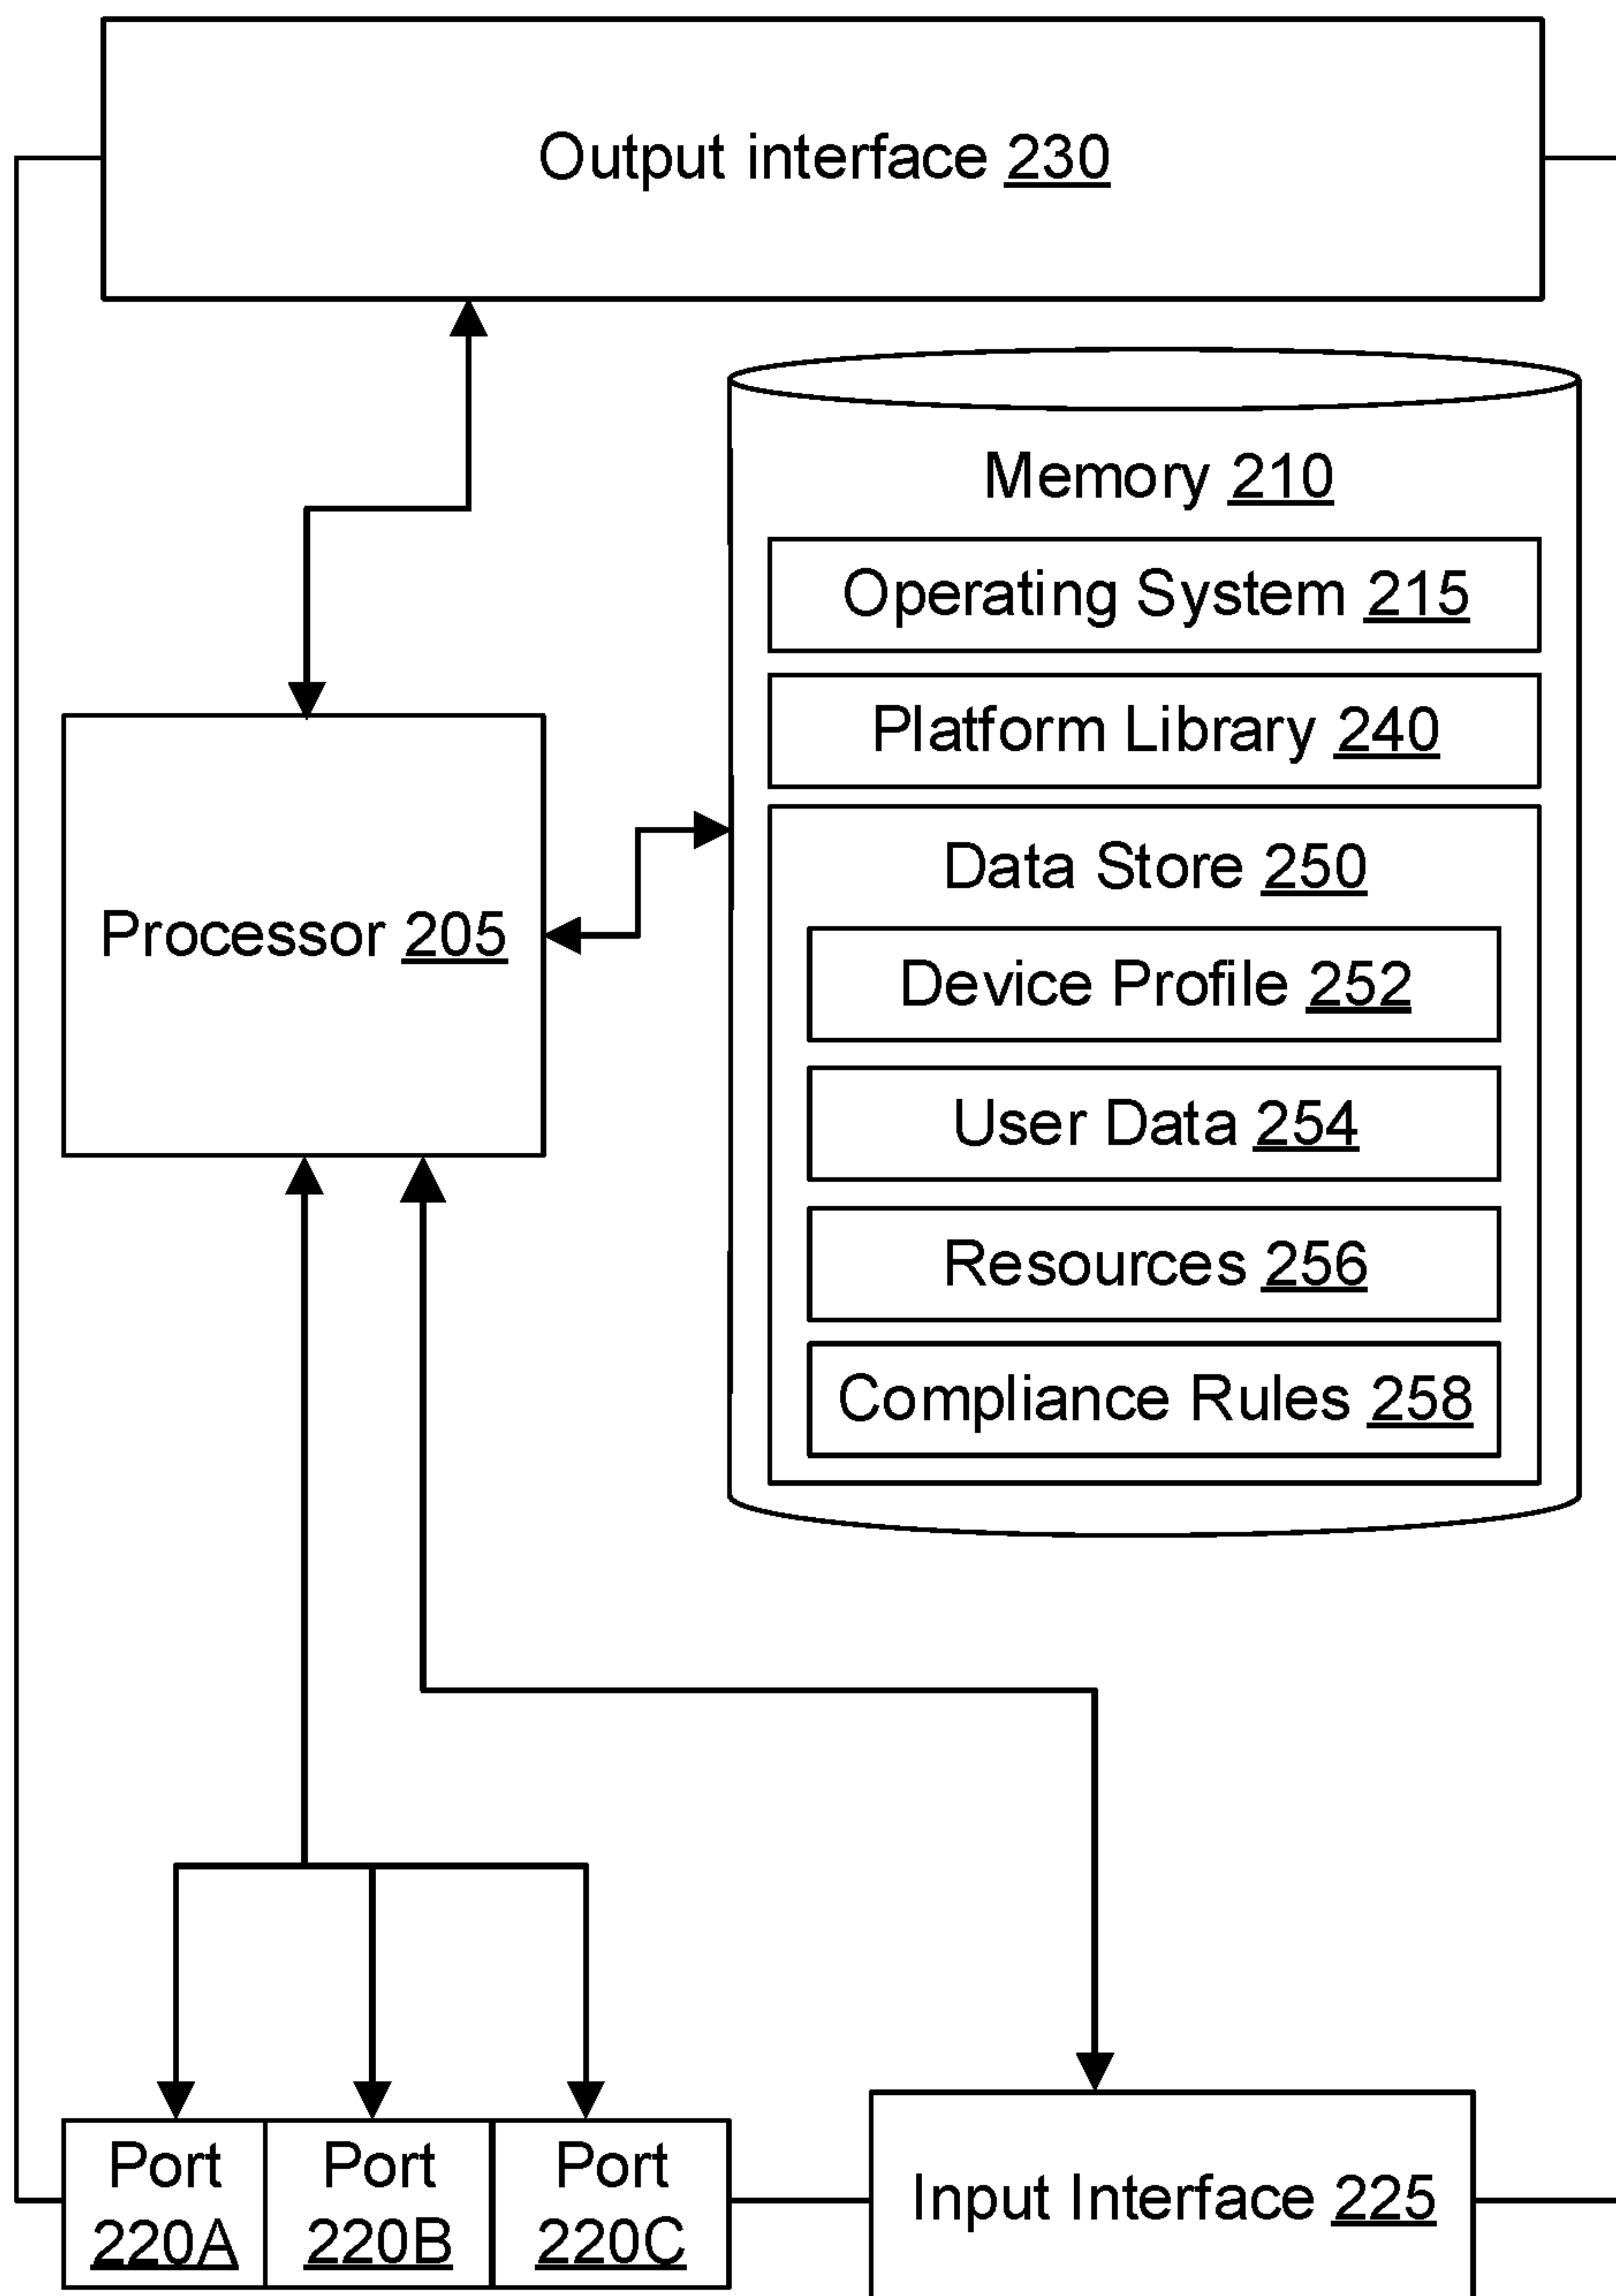 Output interface 230
Memory 210
Operating System 215
Platform Library 240
Data Store 250
Processor 205
Device Profile 252
User Data 254
Resources 256
Compliance Rules 258
Port
220A
Port
220B
Port
220C
Input Interface 225